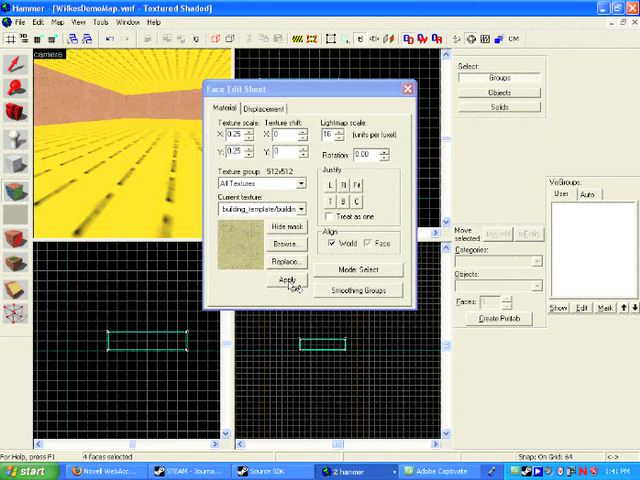 Hammer - [WilkesDemoMap.vmf - Textured Shaded]
File Edit Map View Tools Window Help
camera
Face Edit Sheet
Material Displacement
Texture scale: Texture shift: Lightmap scale:
X: 0.25 X: 0 16 (units per luxel)
Y: 0.25 Y: 0 Rotation: 0.00
Texture group: 512x512
All Textures
Justify
L R Fit
T B C
Treat as one
Current texture:
building_template/buildin
Hide mask
Browse...
Replace...
Apply
Align
World Face
Mode: Select
Smoothing Groups
Select:
Groups
Objects
Solids
Move selected: toWorld toEntity
Categories:
Objects:
Faces: 0
Create Prefab
VisGroups:
User Auto
Show Edit Mark
For Help, press F1
4 faces selected
Snap: On Grid: 64
<->
start
Novell WebAcc...
STEAM - Journa...
Source SDK
2 hammer
Adobe Captivate
1:41 PM